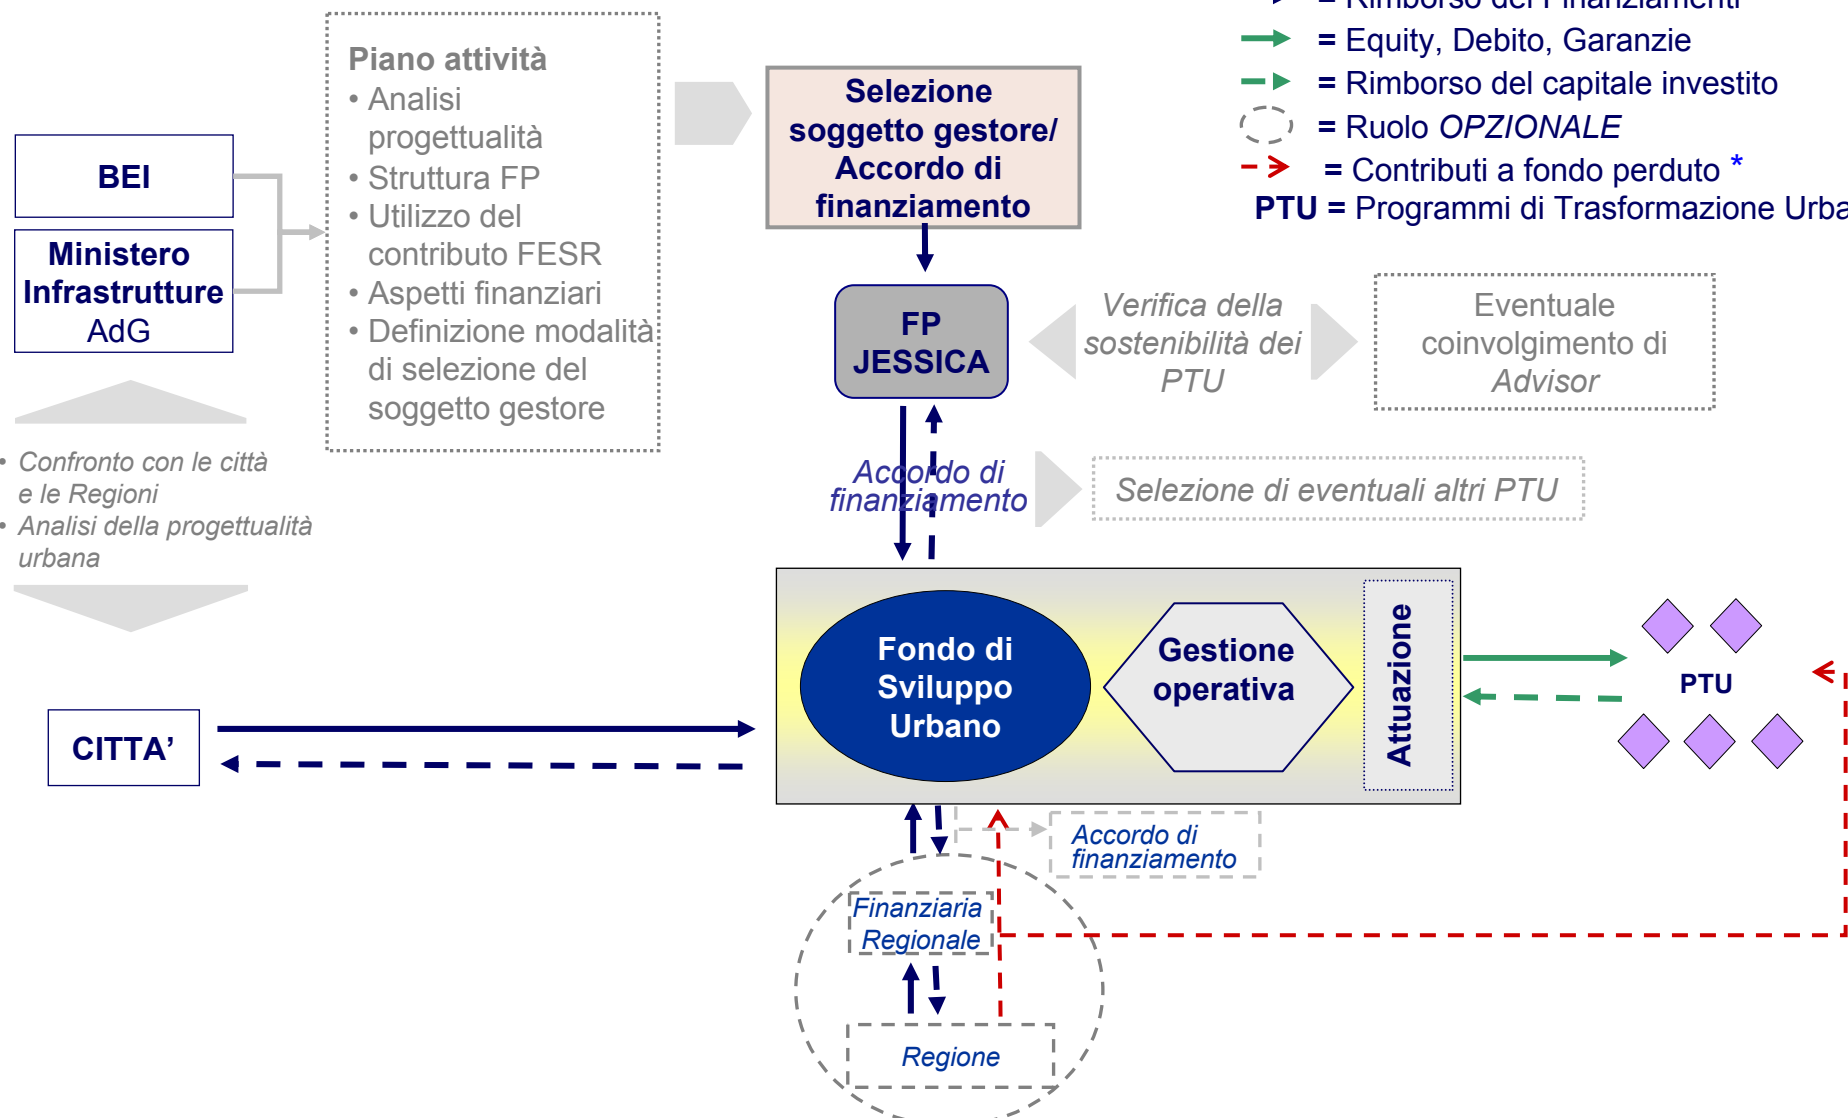 = Rimborso dei Finanziamenti
= Equity, Debito, Garanzie
= Rimborso del capitale investito
= Ruolo OPZIONALE
= Contributi a fondo perduto *
PTU = Programmi di Trasformazione Urba
Piano attività
• Analisi
progettualità
• Struttura FP
• Utilizzo del
contributo FESR
• Aspetti finanziari
• Definizione modalità
di selezione del
soggetto gestore
Selezione
soggetto gestore/
Accordo di
finanziamento
BEI
Ministero
Infrastrutture
AdG
FP
JESSICA
Verifica della
sostenibilità dei
PTU
Eventuale
coinvolgimento di
Advisor
• Confronto con le città
e le Regioni
• Analisi della progettualità
urbana
Accordo di
finanziamento
Selezione di eventuali altri PTU
Fondo di
Sviluppo
Urbano
Gestione
operativa
Attuazione
PTU
CITTA’
Accordo di
finanziamento
Finanziaria
Regionale
Regione